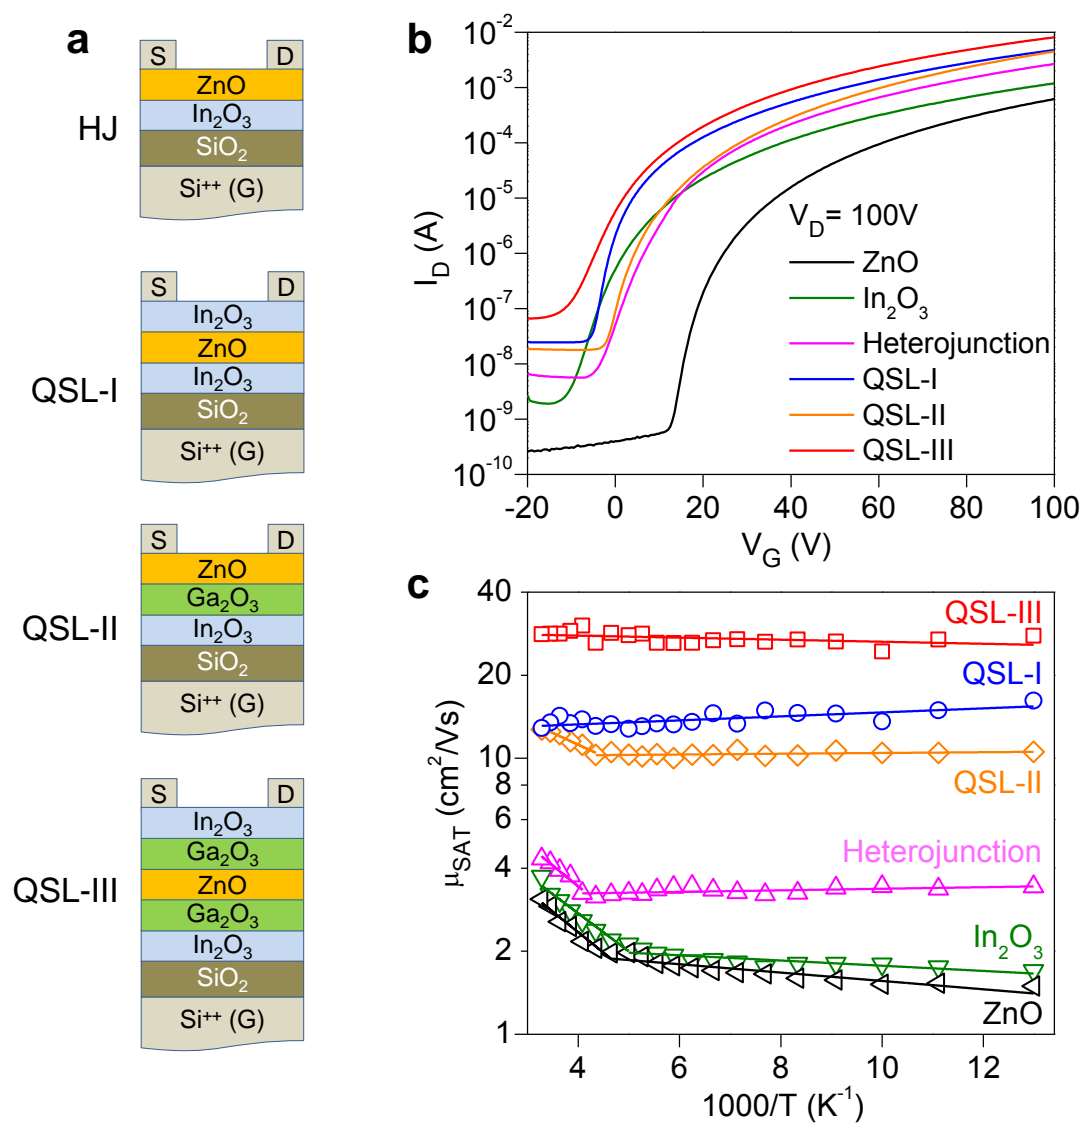 a
HJ
S D
ZnO
In₂O₃
SiO₂
Si⁺⁺ (G)
QSL-I
S D
In₂O₃
ZnO
In₂O₃
SiO₂
Si⁺⁺ (G)
QSL-II
S D
ZnO
Ga₂O₃
In₂O₃
SiO₂
Si⁺⁺ (G)
QSL-III
S D
In₂O₃
Ga₂O₃
ZnO
Ga₂O₃
In₂O₃
SiO₂
Si⁺⁺ (G)
b
I_D (A)
10⁻²
10⁻³
10⁻⁴
10⁻⁵
10⁻⁶
10⁻⁷
10⁻⁸
10⁻⁹
10⁻¹⁰
V_D= 100V
ZnO
In₂O₃
Heterojunction
QSL-I
QSL-II
QSL-III
-20 0 20 40 60 80 100
V_G (V)
c
μ_SAT (cm²/Vs)
40
20
10
8
6
4
2
1
QSL-III
QSL-I
QSL-II
Heterojunction
In₂O₃
ZnO
4 6 8 10 12
1000/T (K⁻¹)